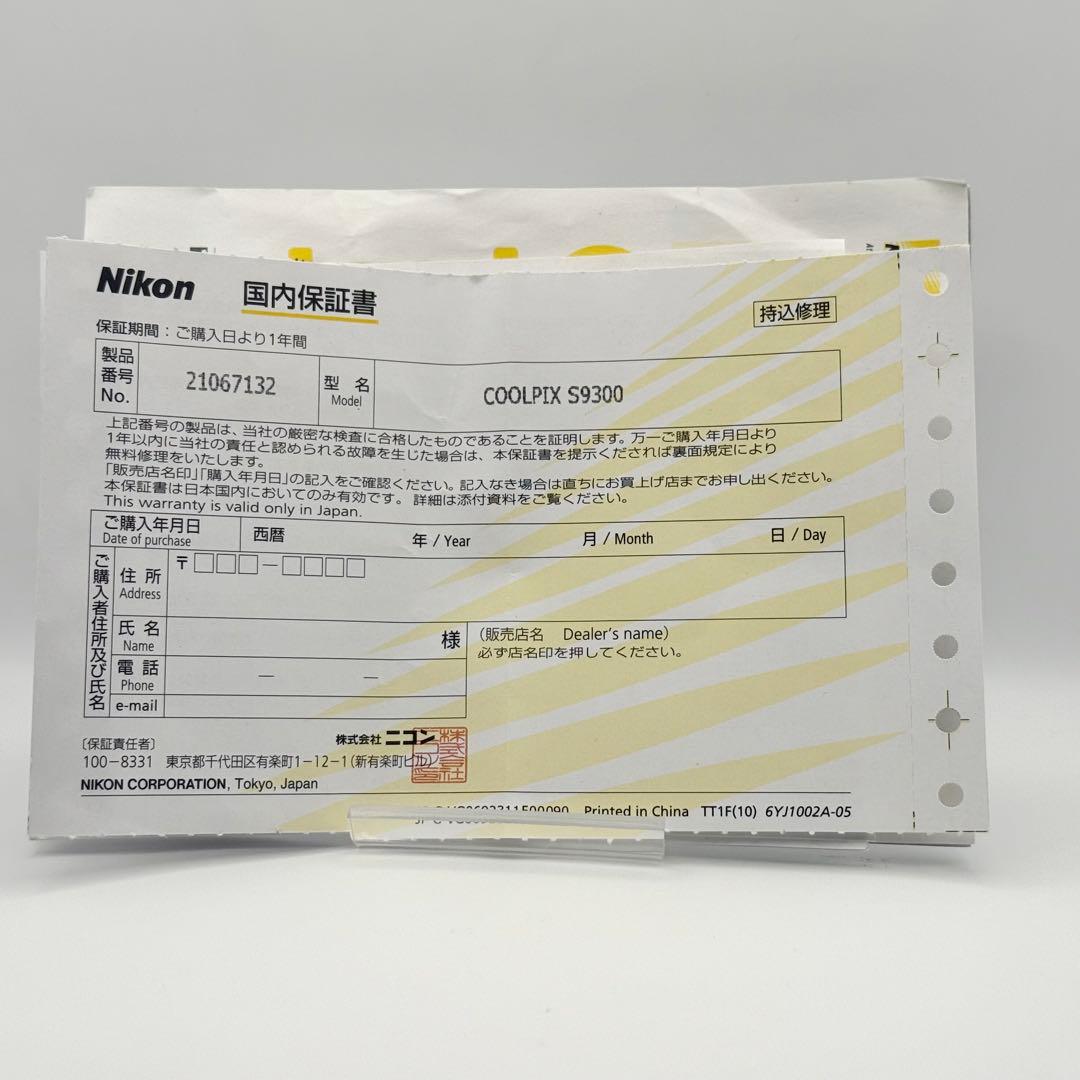 Nikon 国内保証書
持込修理
保証期間：ご購入日より1年間
製品番号 No. 21067132 型名 Model COOLPIX S9300
上記番号の製品は、当社の厳密な検査に合格したものであることを証明します。万一ご購入年月日より
1年以内に当社の責任と認められる故障を生じた場合は、本保証書を提示くだされば裏面規定により
無料修理をいたします。
「販売店名印」「購入年月日」の記入をご確認ください。記入なき場合は直ちにお買上げ店までお申し出ください。
本保証書は日本国内においてのみ有効です。 詳細は添付資料をご覧ください。
This warranty is valid only in Japan.
ご購入年月日 Date of purchase 西暦 年 / Year 月 / Month 日 / Day
ご購入者住所及び氏名
住所 Address 〒□□□－□□□□
氏名 Name 様
電話 Phone － －
e-mail
（販売店名 Dealer's name）
必ず店名印を押してください。
〔保証責任者〕
株式会社 ニコン
100－8331 東京都千代田区有楽町1－12－1（新有楽町ビル）
NIKON CORPORATION, Tokyo, Japan
Printed in China TT1F(10) 6YJ1002A-05